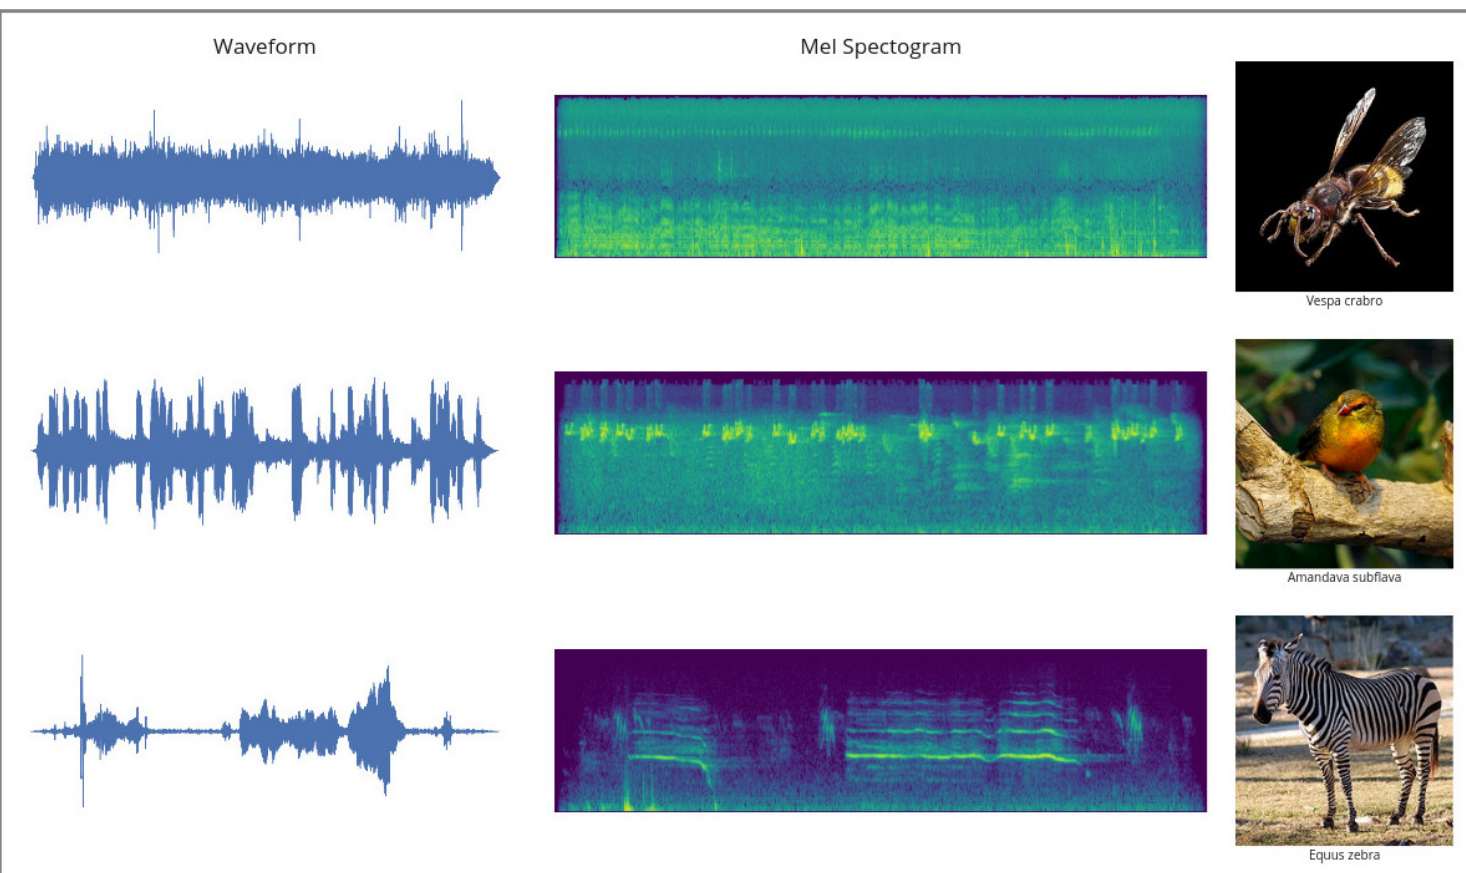 Waveform
Mel Spectogram
Vespa crabro
Amandava subflava
Equus zebra